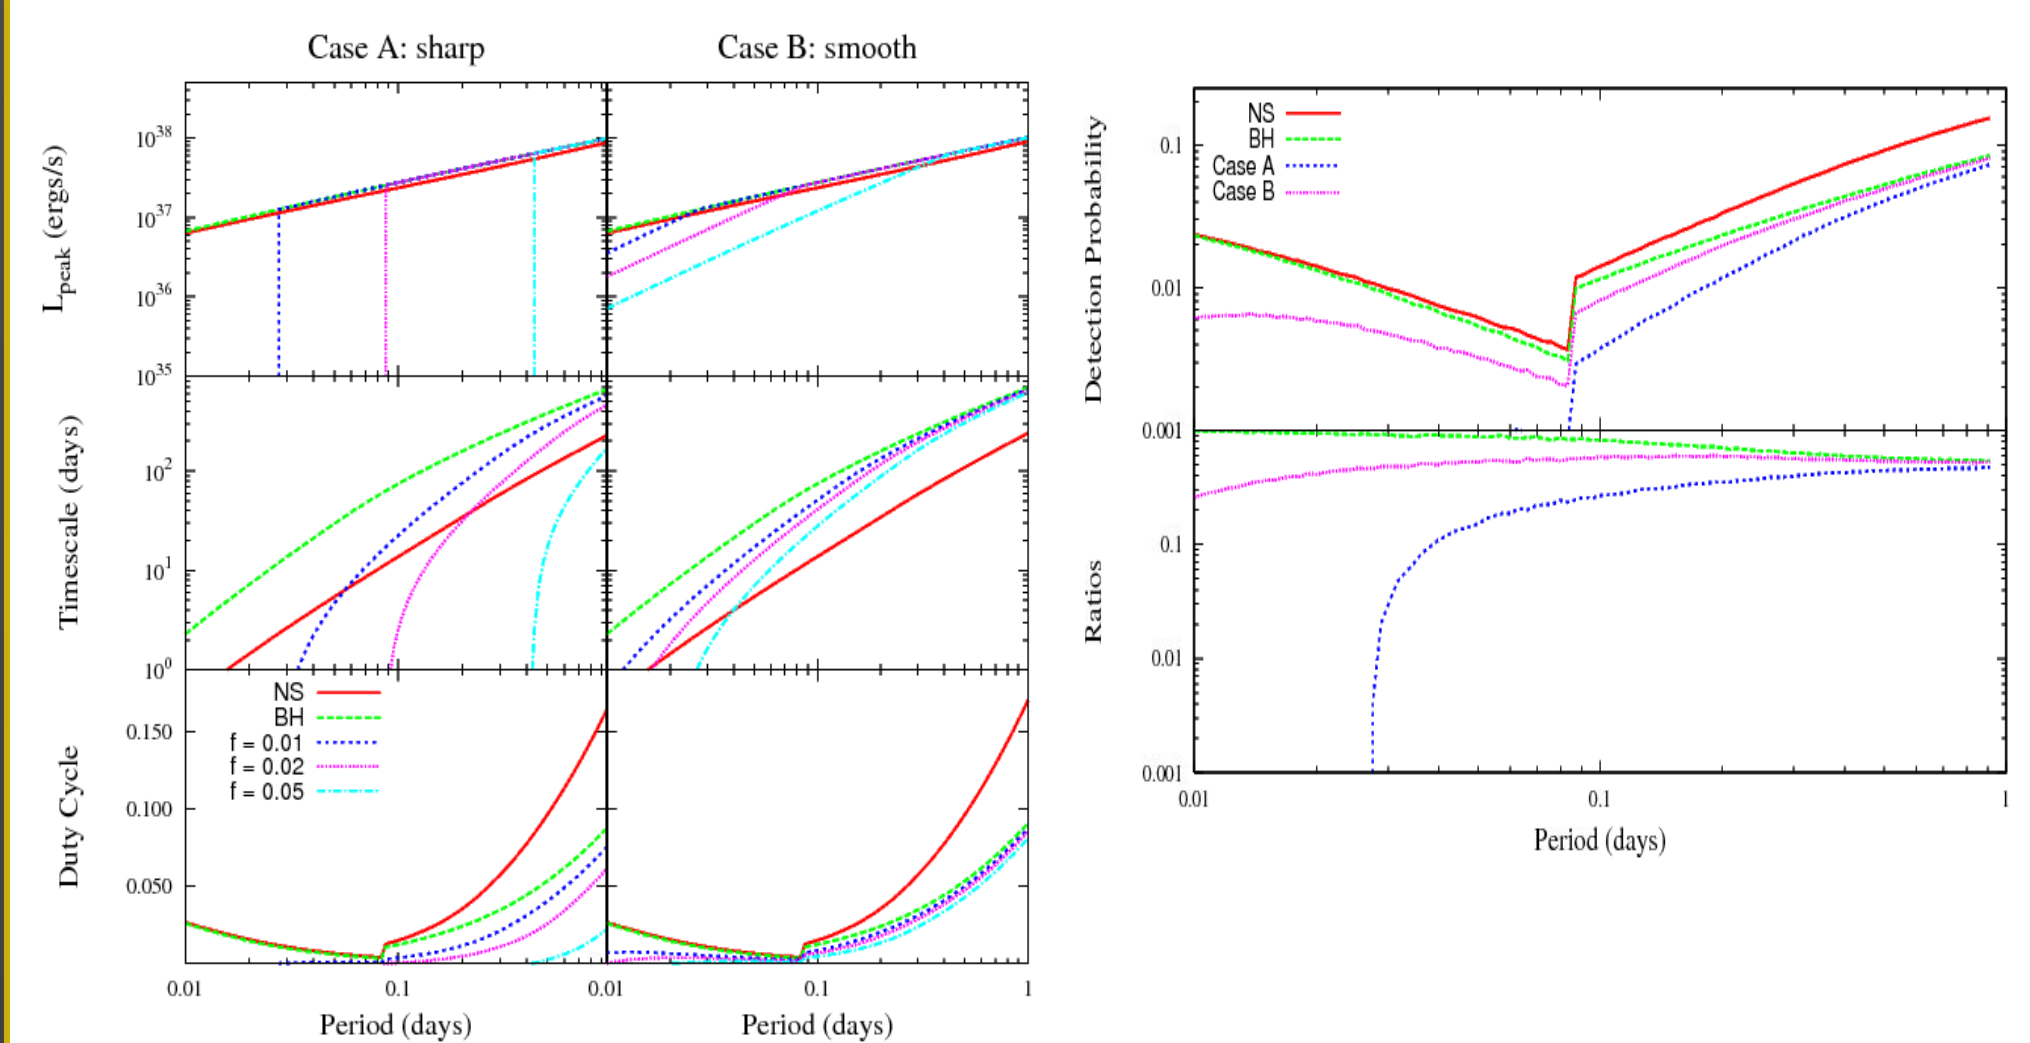 Case A: sharp
Case B: smooth
L_peak (ergs/s)
10^38
10^37
10^36
10^35
Timescale (days)
10^2
10^1
10^0
Duty Cycle
0.150
0.100
0.050
NS
BH
f = 0.01
f = 0.02
f = 0.05
0.01
0.1
0.01
0.1
1
Period (days)
Period (days)
Detection Probability
0.1
0.01
0.001
NS
BH
Case A
Case B
Ratios
0.1
0.01
0.001
0.01
0.1
1
Period (days)